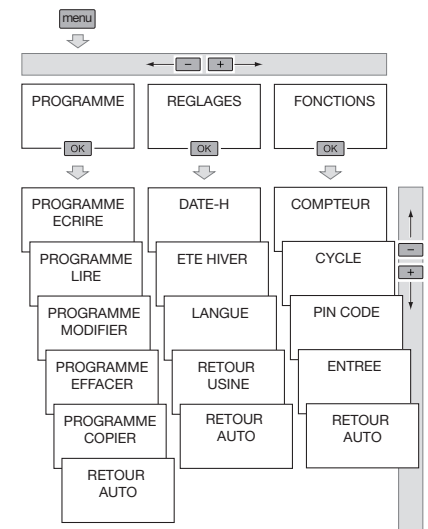 menu
− +
PROGRAMME
REGLAGES
FONCTIONS
OK
OK
OK
PROGRAMME
ECRIRE
PROGRAMME
LIRE
PROGRAMME
MODIFIER
PROGRAMME
EFFACER
PROGRAMME
COPIER
RETOUR
AUTO
DATE-H
ETE HIVER
LANGUE
RETOUR
USINE
RETOUR
AUTO
COMPTEUR
CYCLE
PIN CODE
ENTREE
RETOUR
AUTO
−
+